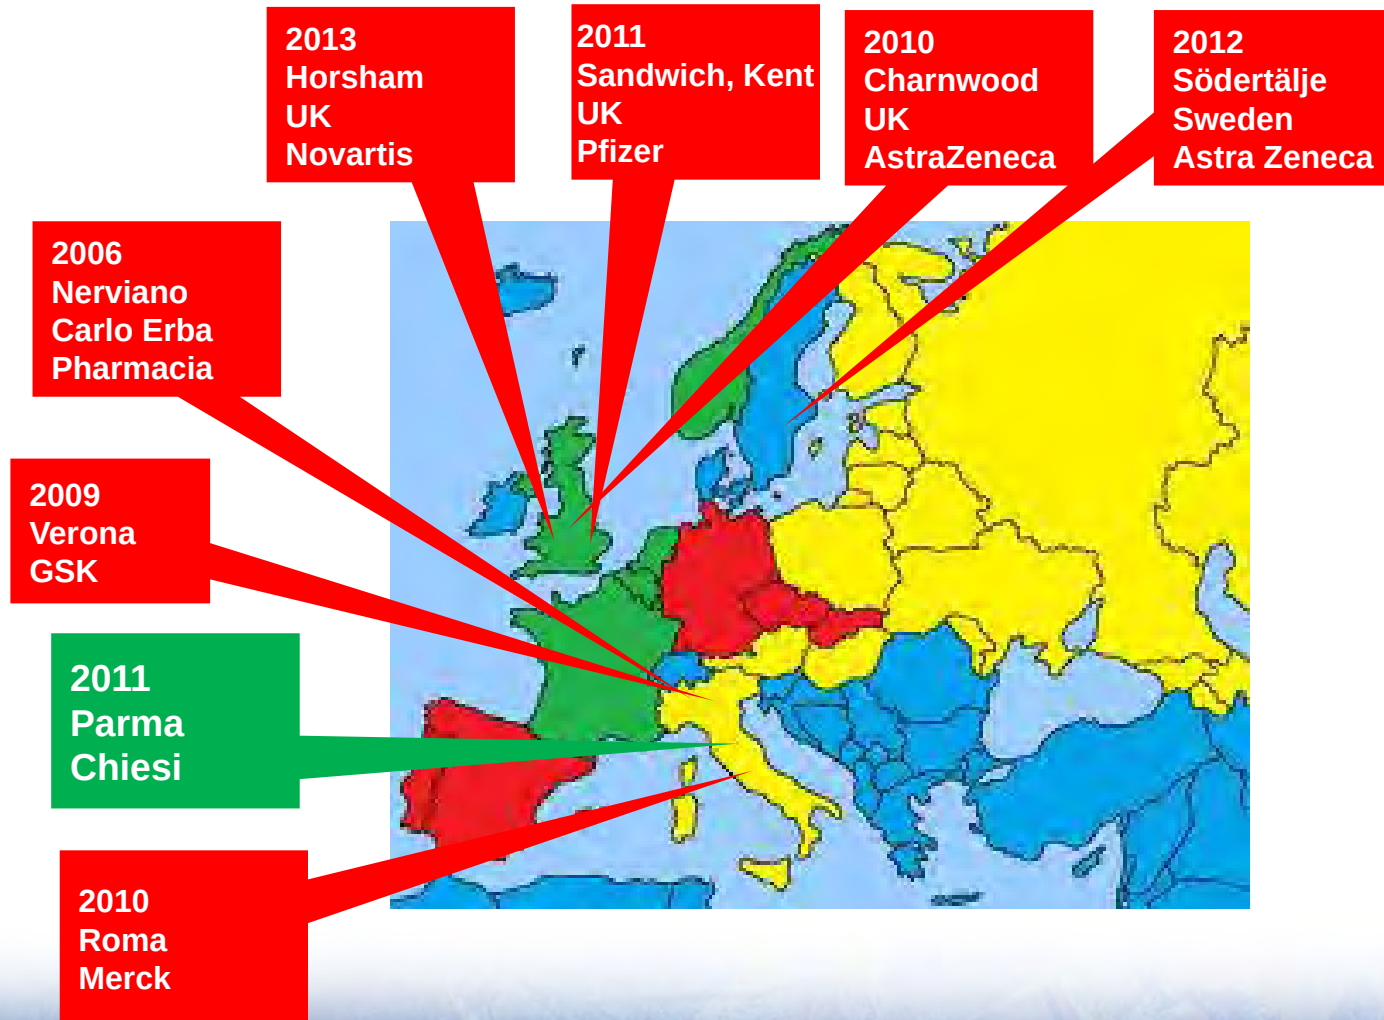 2013
Horsham
UK
Novartis
2011
Sandwich, Kent
UK
Pfizer
2010
Charnwood
UK
AstraZeneca
2012
Södertälje
Sweden
Astra Zeneca
2006
Nerviano
Carlo Erba
Pharmacia
2009
Verona
GSK
2011
Parma
Chiesi
2010
Roma
Merck